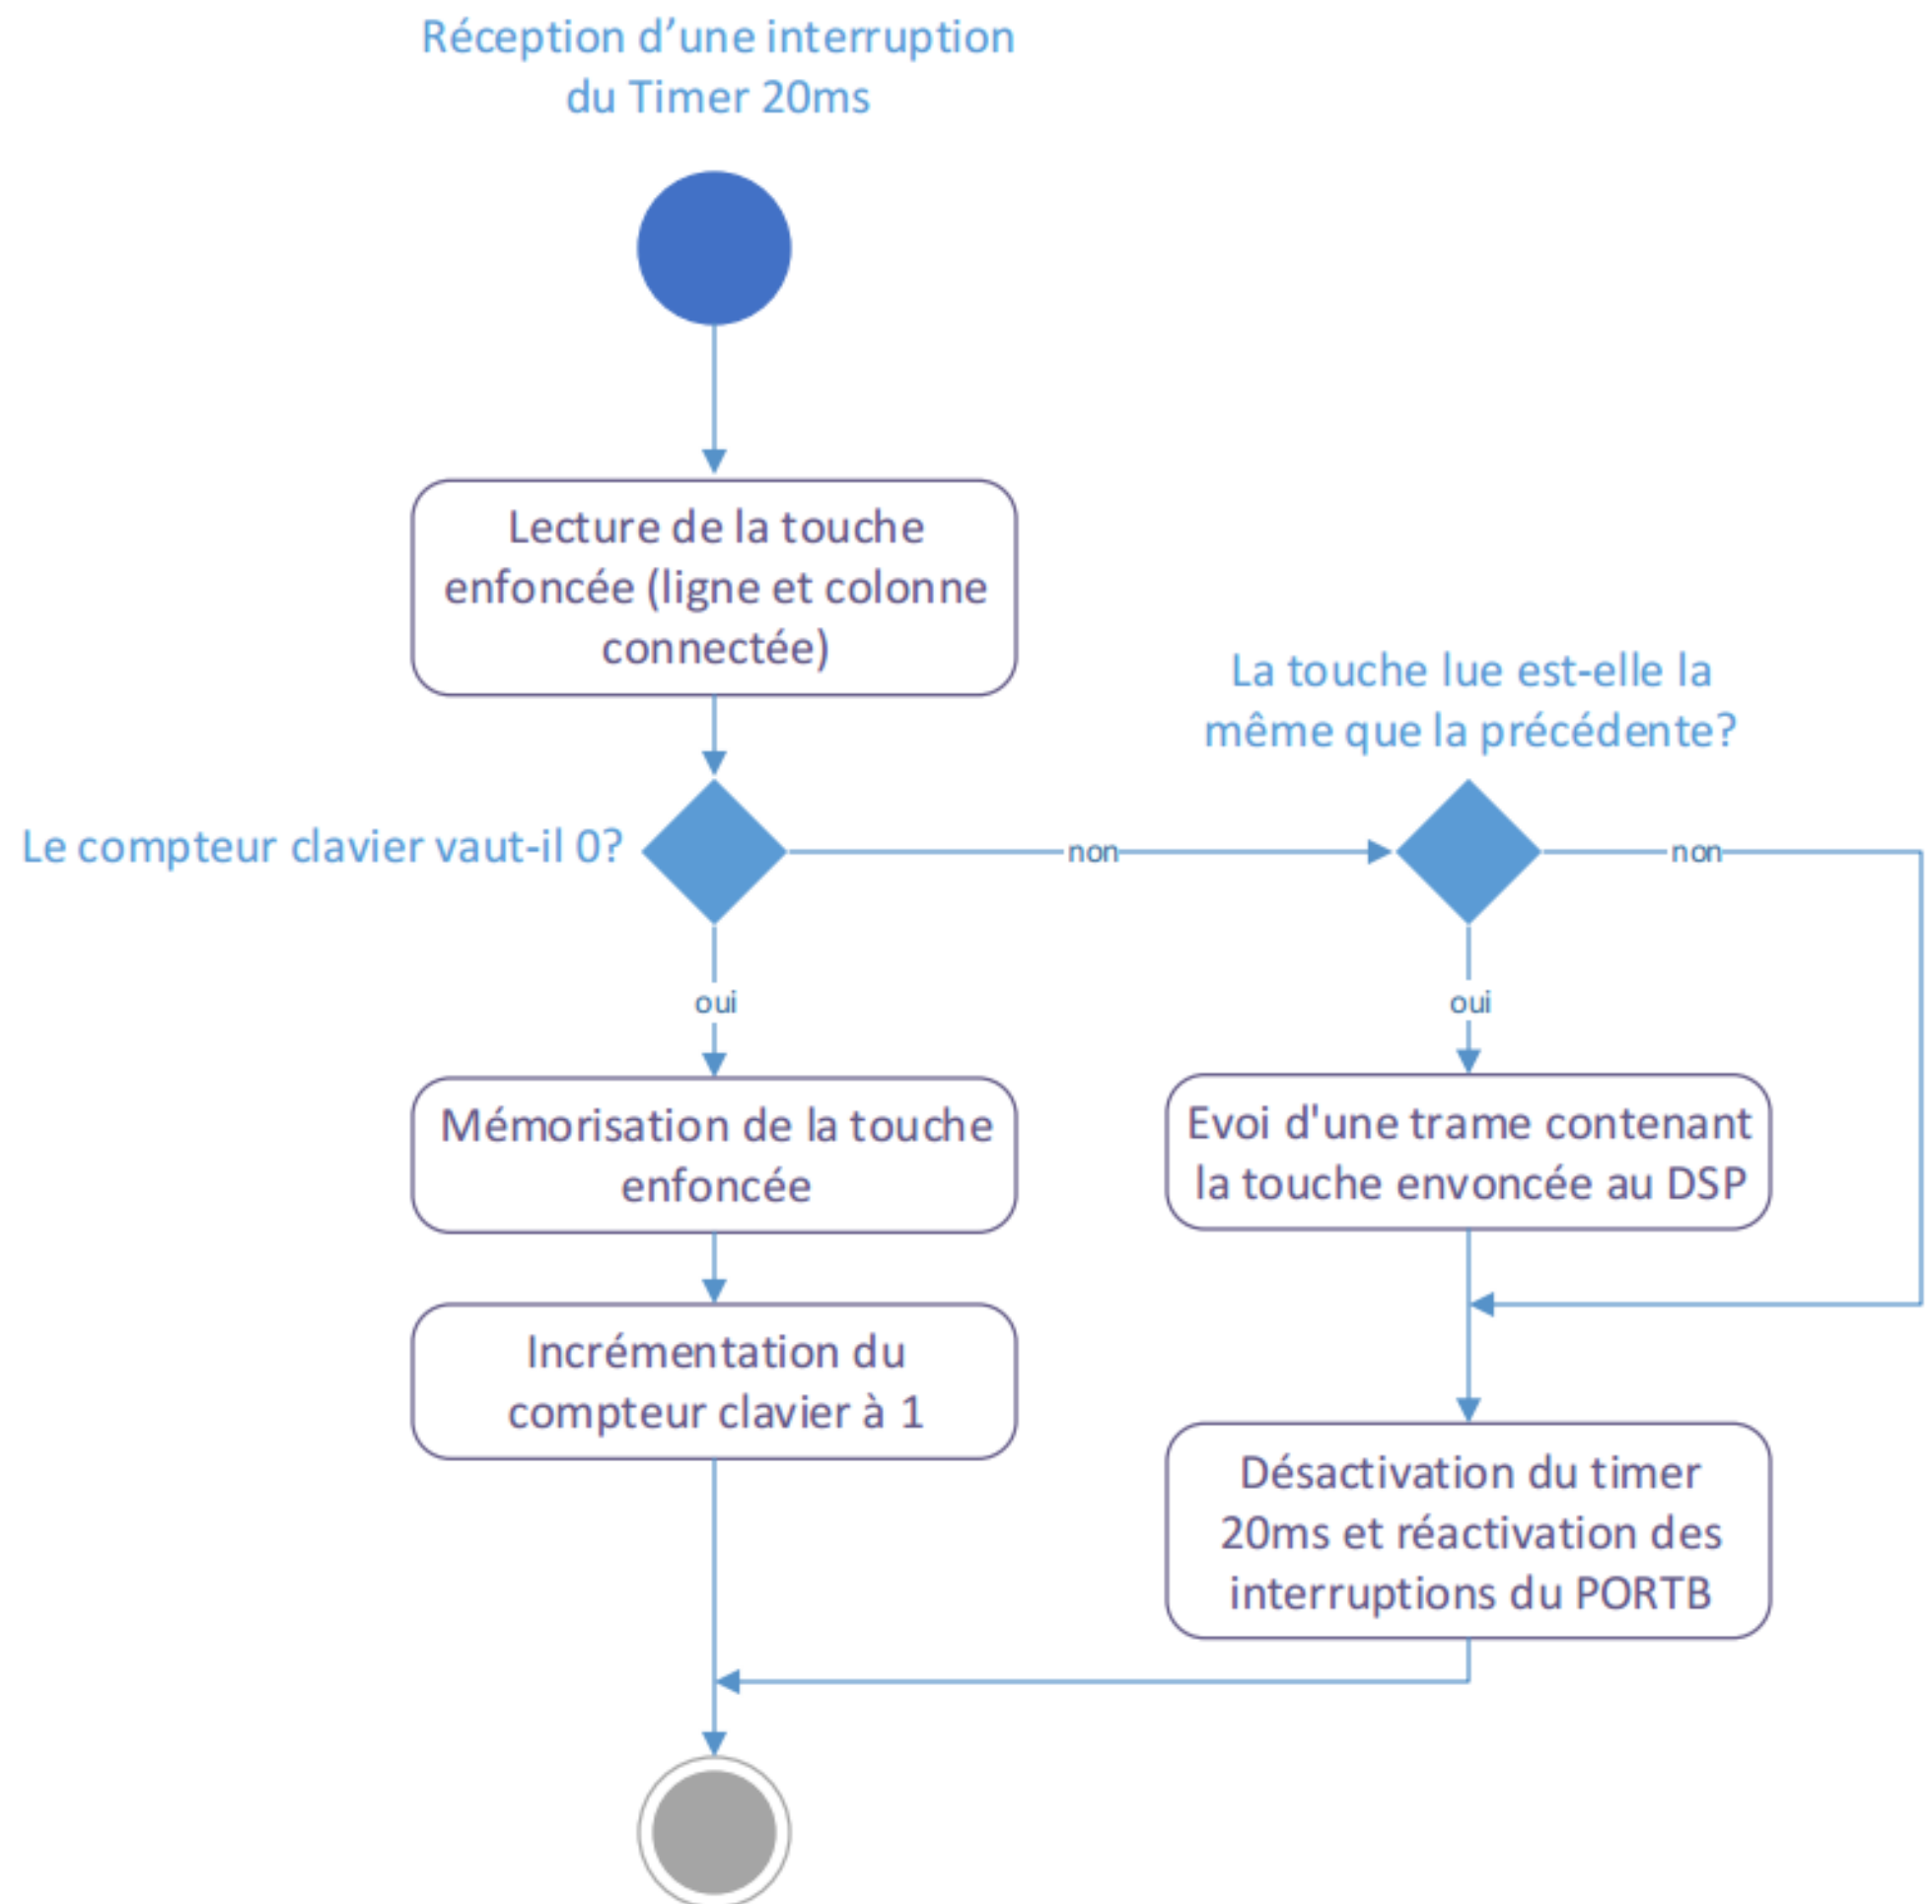 Réception d’une interruption
du Timer 20ms
Lecture de la touche
enfoncée (ligne et colonne
connectée)
La touche lue est-elle la
même que la précédente?
Le compteur clavier vaut-il 0?
non
non
oui
oui
Mémorisation de la touche
enfoncée
Evoi d'une trame contenant
la touche envoncée au DSP
Incrémentation du
compteur clavier à 1
Désactivation du timer
20ms et réactivation des
interruptions du PORTB